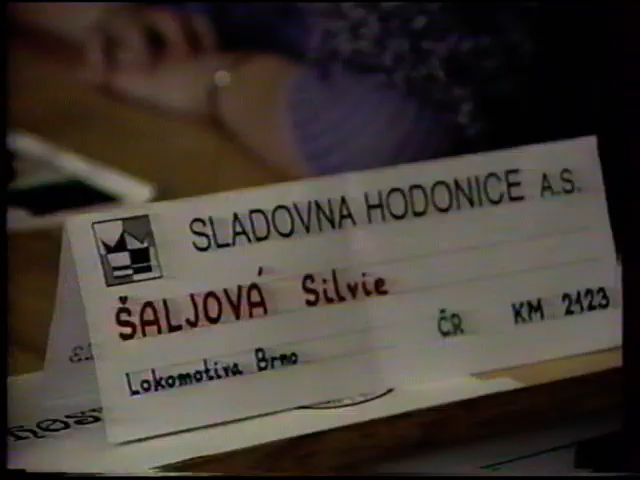 SLADOVNA HODONICE A.S.
ŠALJOVÁ Silvie
Lokomotiva Brno ČR KM 2123